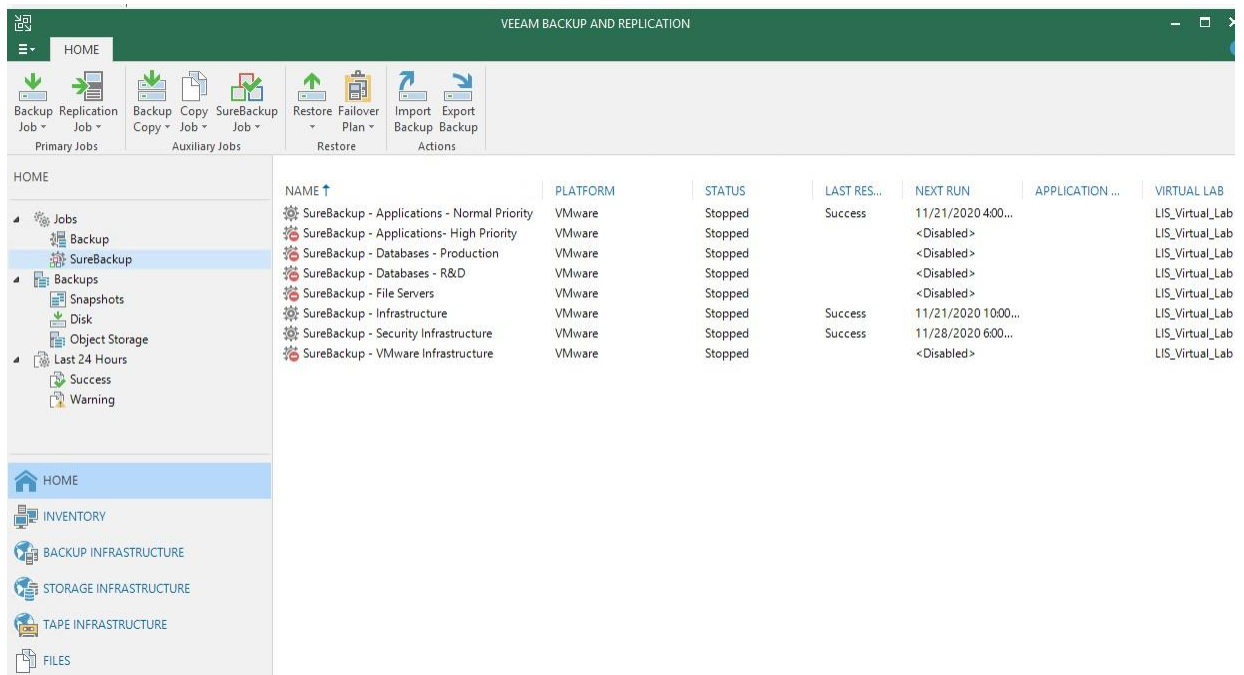 VEEAM BACKUP AND REPLICATION
HOME
Backup Job
Replication Job
Backup Copy
Copy Job
SureBackup Job
Restore
Failover Plan
Import Backup
Export Backup
Primary Jobs
Auxiliary Jobs
Restore
Actions
HOME
Jobs
Backup
SureBackup
Backups
Snapshots
Disk
Object Storage
Last 24 Hours
Success
Warning
HOME
INVENTORY
BACKUP INFRASTRUCTURE
STORAGE INFRASTRUCTURE
TAPE INFRASTRUCTURE
FILES
NAME PLATFORM STATUS LAST RES... NEXT RUN APPLICATION ... VIRTUAL LAB
SureBackup - Applications - Normal Priority VMware Stopped Success 11/21/2020 4:00... LIS_Virtual_Lab
SureBackup - Applications- High Priority VMware Stopped <Disabled> LIS_Virtual_Lab
SureBackup - Databases - Production VMware Stopped <Disabled> LIS_Virtual_Lab
SureBackup - Databases - R&D VMware Stopped <Disabled> LIS_Virtual_Lab
SureBackup - File Servers VMware Stopped <Disabled> LIS_Virtual_Lab
SureBackup - Infrastructure VMware Stopped Success 11/21/2020 10:00... LIS_Virtual_Lab
SureBackup - Security Infrastructure VMware Stopped Success 11/28/2020 6:00... LIS_Virtual_Lab
SureBackup - VMware Infrastructure VMware Stopped <Disabled> LIS_Virtual_Lab